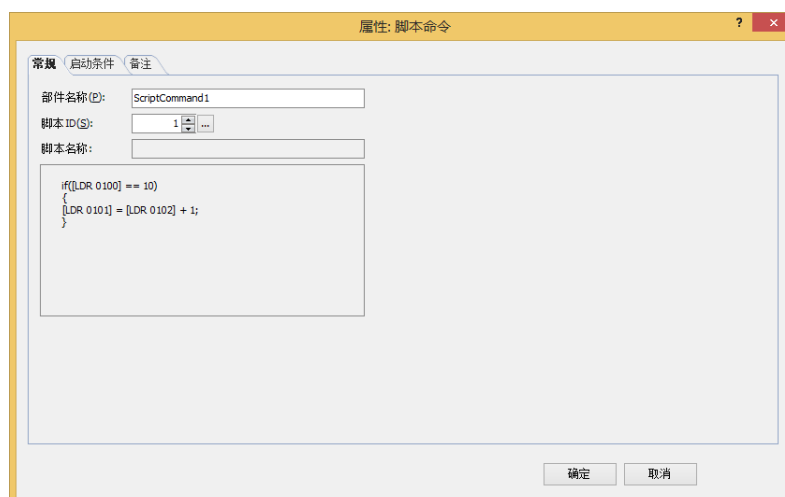 属性: 脚本命令
? ×
常规 启动条件 备注
部件名称(P): ScriptCommand1
脚本 ID(S): 1 ...
脚本名称:
if([LDR 0100] == 10)
{
[LDR 0101] = [LDR 0102] + 1;
}
确定 取消